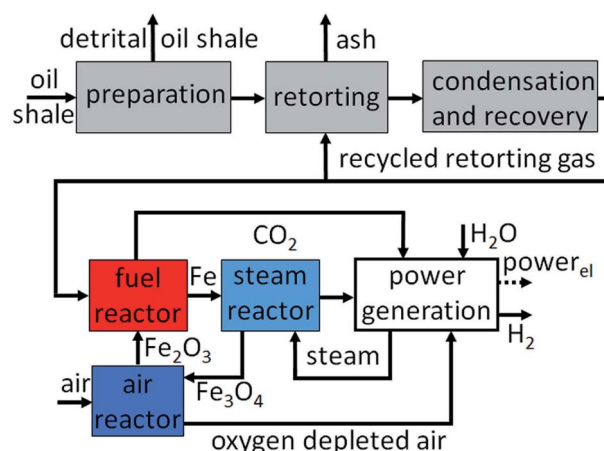 detrital oil shale
ash
oil
shale
preparation
retorting
condensation
and recovery
recycled retorting gas
CO₂
H₂O
fuel
reactor
Fe
steam
reactor
power
generation
power_el
H₂
Fe₂O₃
steam
Fe₃O₄
air
air
reactor
oxygen depleted air